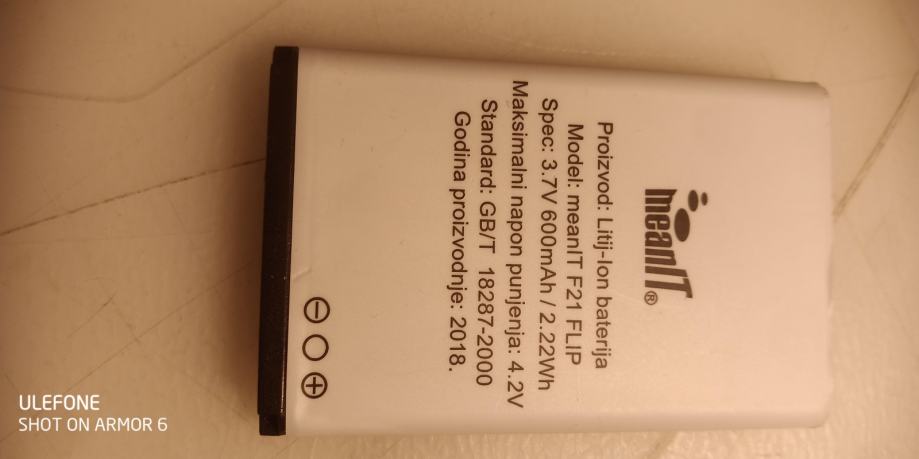 meanIT®
Proizvod: Litij-Ion baterija
Model: meanIT F21 FLIP
Spec: 3.7V 600mAh / 2.22Wh
Maksimalni napon punjenja: 4.2V
Standard: GB/T 18287-2000
Godina proizvodnje: 2018.
ULEFONE
SHOT ON ARMOR 6